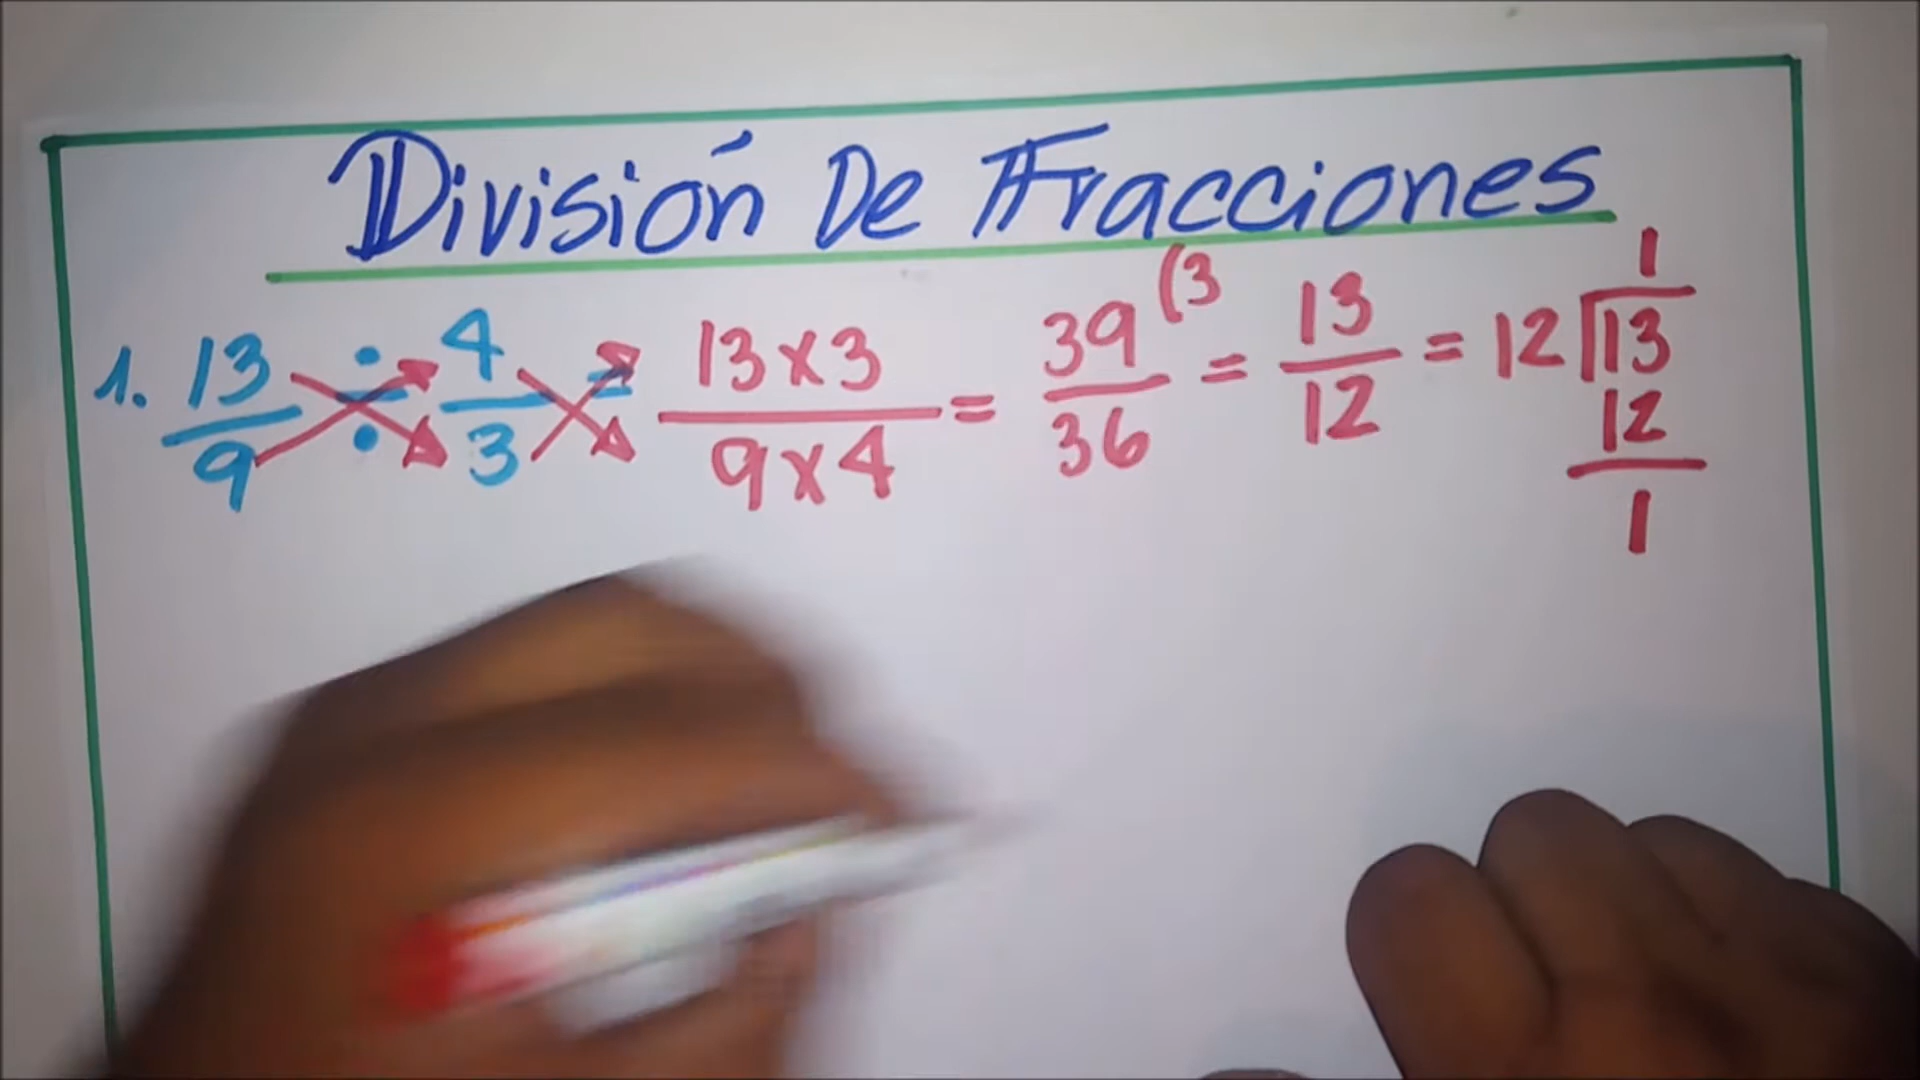 División De Fracciones
1. 13/9 ÷ 4/3 = 13x3/9x4 = 39/36 (3 = 13/12 = 12⟌13
1
12
1